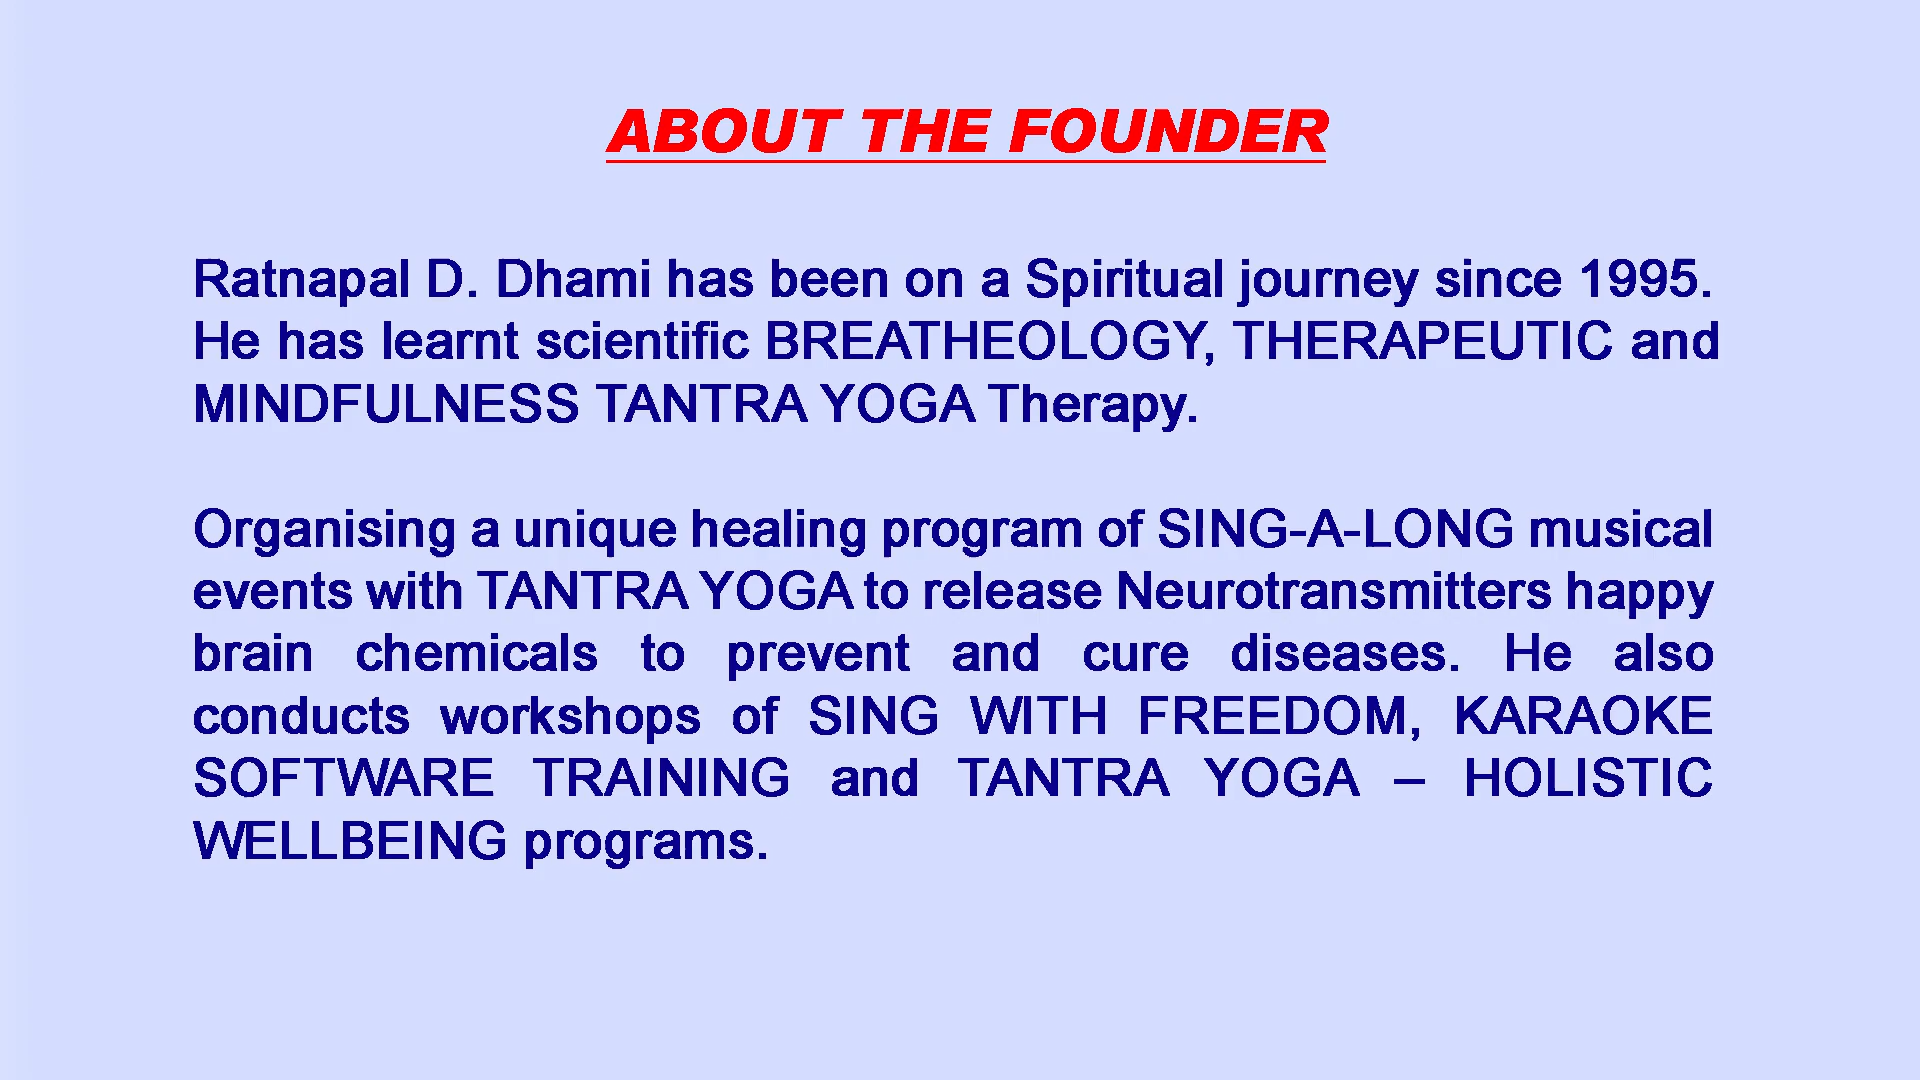 ABOUT THE FOUNDER
Ratnapal D. Dhami has been on a Spiritual journey since 1995.
He has learnt scientific BREATHEOLOGY, THERAPEUTIC and
MINDFULNESS TANTRA YOGA Therapy.
Organising a unique healing program of SING-A-LONG musical
events with TANTRA YOGA to release Neurotransmitters happy
brain chemicals to prevent and cure diseases. He also
conducts workshops of SING WITH FREEDOM, KARAOKE
SOFTWARE TRAINING and TANTRA YOGA – HOLISTIC
WELLBEING programs.